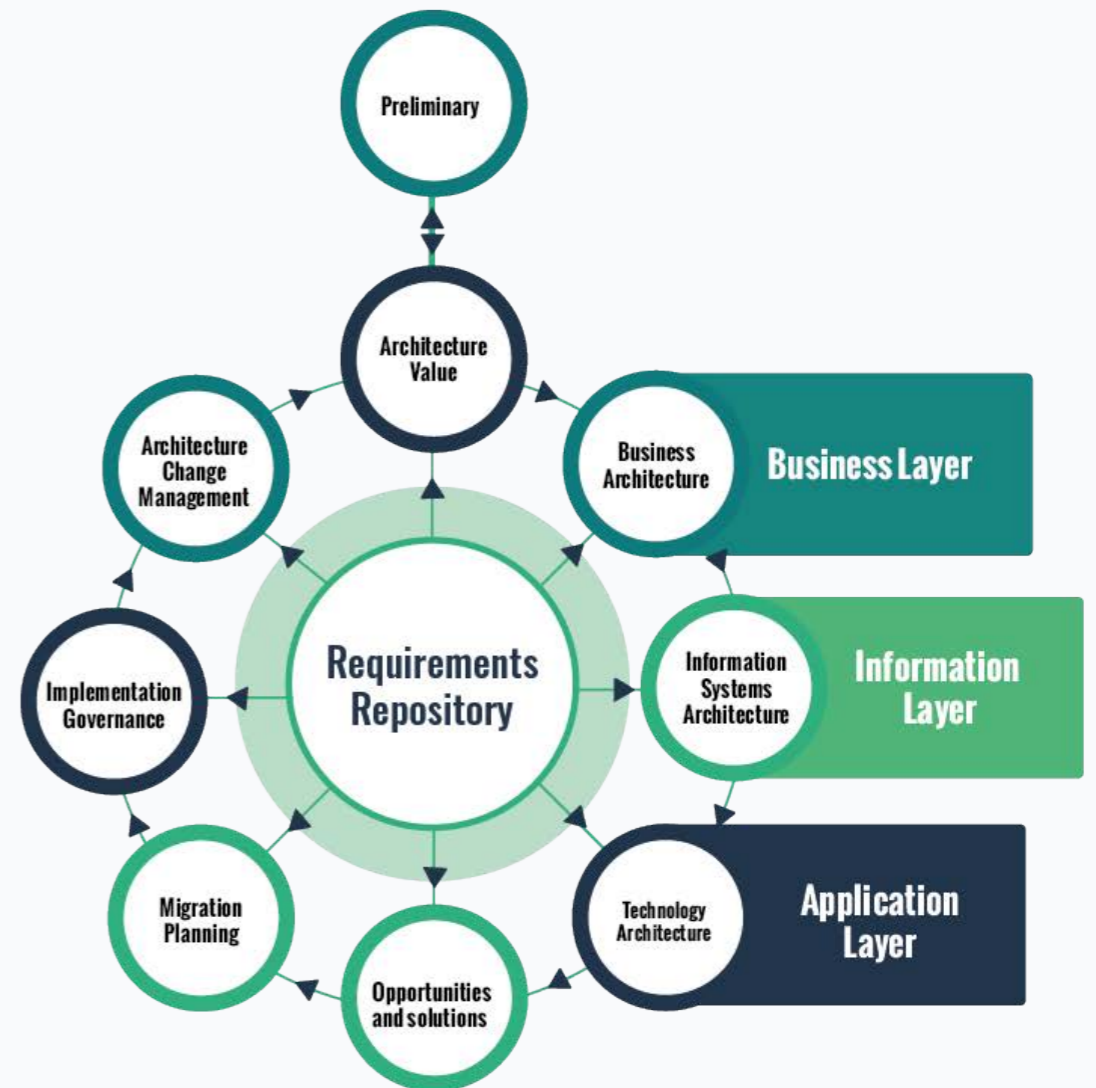 Preliminary
Architecture
Value
Architecture
Change
Management
Business
Architecture
Business Layer
Requirements
Repository
Information
Systems
Architecture
Information
Layer
Implementation
Governance
Migration
Planning
Technology
Architecture
Application
Layer
Opportunities
and solutions